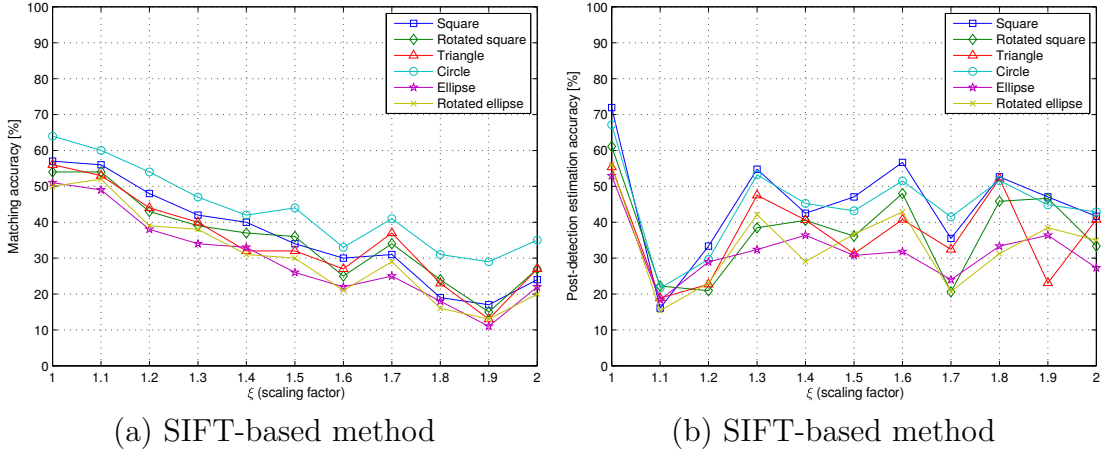 100
90
80
70
60
50
40
30
20
10
0
Matching accuracy [%]
Square
Rotated square
Triangle
Circle
Ellipse
Rotated ellipse
1 1.1 1.2 1.3 1.4 1.5 1.6 1.7 1.8 1.9 2
ξ (scaling factor)
(a) SIFT-based method
100
90
80
70
60
50
40
30
20
10
0
Post-detection estimation accuracy [%]
Square
Rotated square
Triangle
Circle
Ellipse
Rotated ellipse
1 1.1 1.2 1.3 1.4 1.5 1.6 1.7 1.8 1.9 2
ξ (scaling factor)
(b) SIFT-based method